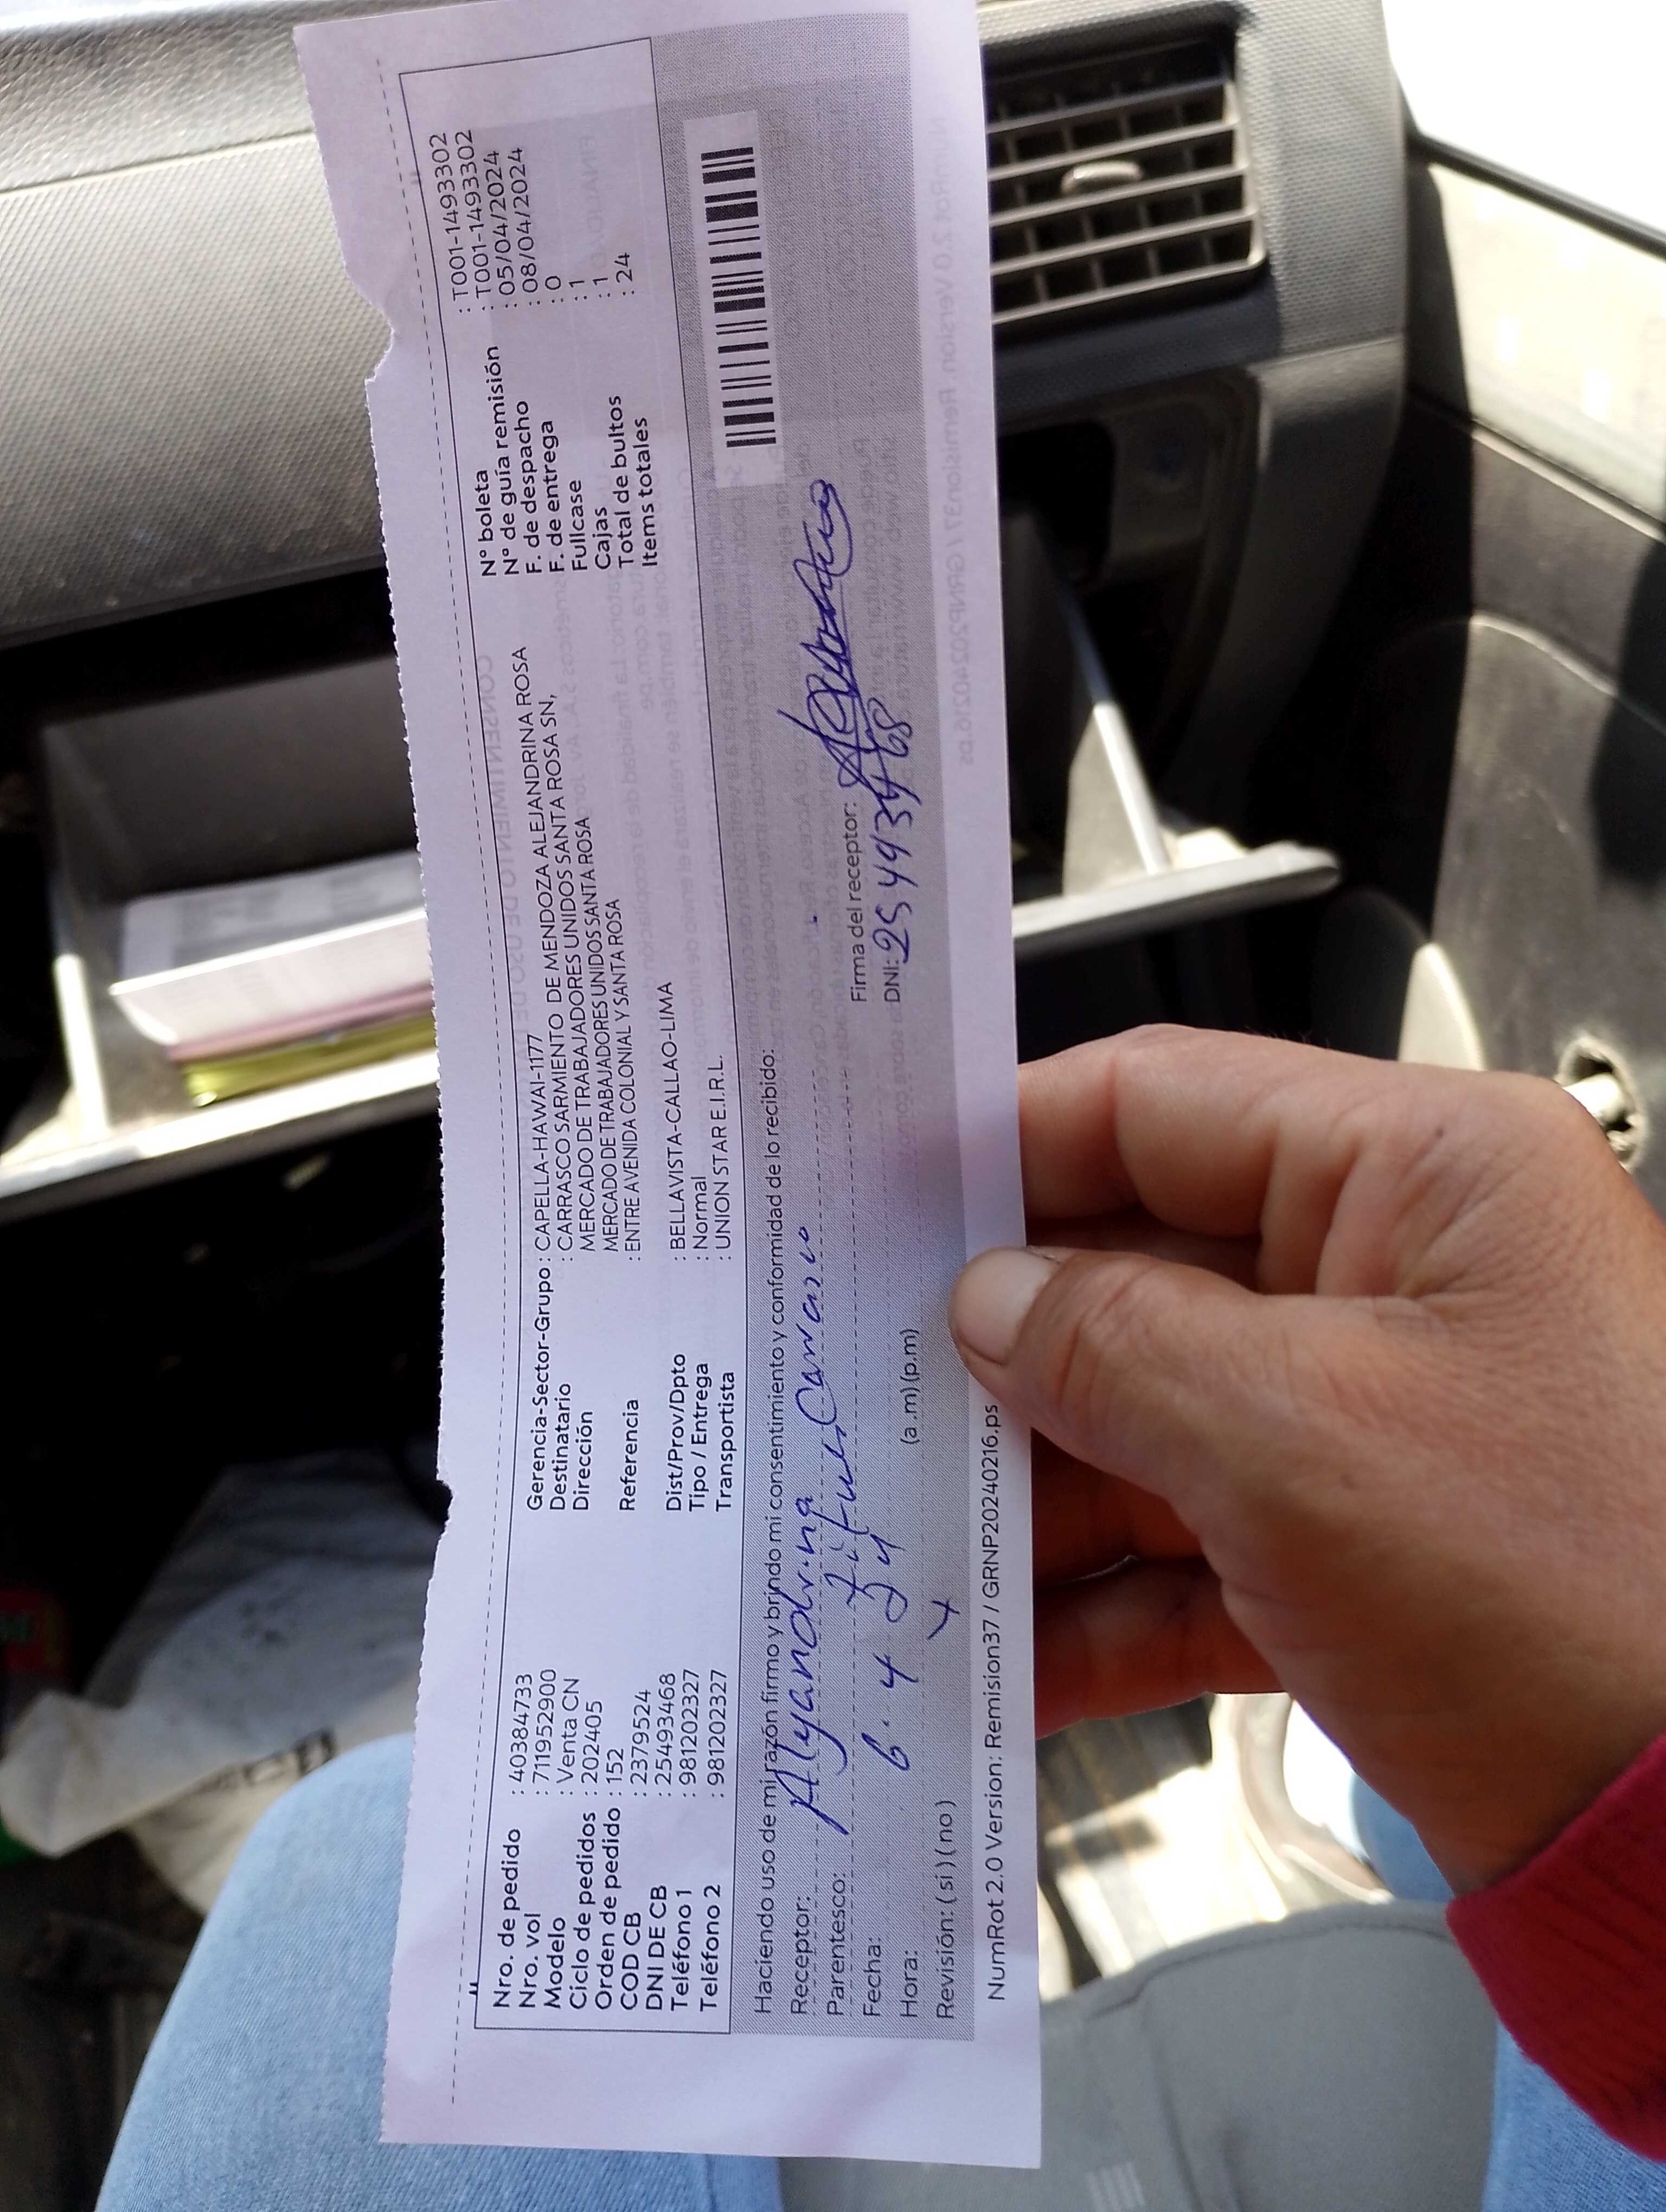 Nro. de pedido : 40384733
Nro. vol : 711952900
Modelo : Venta CN
Ciclo de pedidos : 202405
Orden de pedido : 152
COD CB : 2379524
DNI DE CB : 25493468
Teléfono 1 : 981202327
Teléfono 2 : 981202327
Gerencia-Sector-Grupo : CAPELLA-HAWAI-1177
Destinatario : CARRASCO SARMIENTO DE MENDOZA ALEJANDRINA ROSA
Dirección MERCADO DE TRABAJADORES UNIDOS SANTA ROSA SN,
MERCADO DE TRABAJADORES UNIDOS SANTA ROSA
Referencia : ENTRE AVENIDA COLONIAL Y SANTA ROSA
Dist/Prov/Dpto : BELLAVISTA-CALLAO-LIMA
Tipo / Entrega : Normal
Transportista : UNION STAR E.I.R.L.
N° boleta : T001-1493302
N° de guía remisión : T001-1493302
F. de despacho : 05/04/2024
F. de entrega : 08/04/2024
Fullcase : 0
Cajas : 1
Total de bultos : 1
Items totales : 24
Haciendo uso de mi razón firmo y brindo mi consentimiento y conformidad de lo recibido:
Receptor: Alejandrina Carrasco
Parentesco:
Fecha: 6. 4 24
Hora: (a.m) (p.m)
Revisión: ( si ) ( no )
Firma del receptor:
DNI: 25493468
NumRot 2.0 Version: Remision37 / GRNP20240216.ps